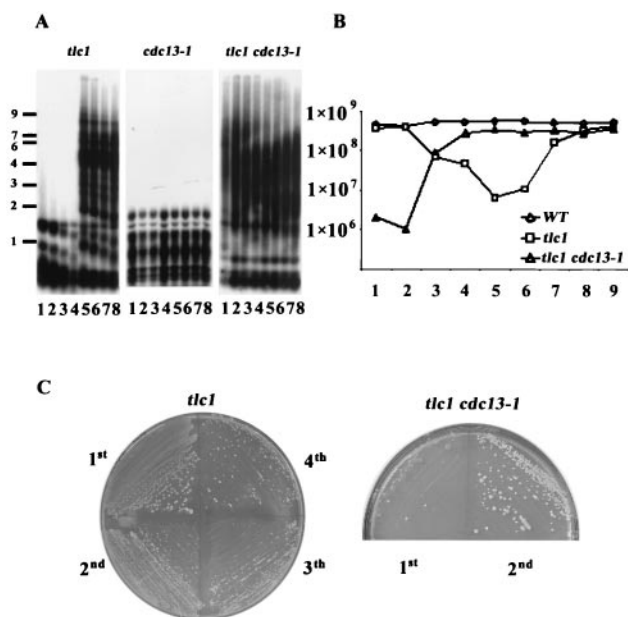 A
tlc1
cdc13-1
tlc1 cdc13-1
9
7
6
4
3
2
1
1 2 3 4 5 6 7 8
1 2 3 4 5 6 7 8
1 2 3 4 5 6 7 8
B
1×10⁹
1×10⁸
1×10⁷
1×10⁶
WT
tlc1
tlc1 cdc13-1
1 2 3 4 5 6 7 8 9
C
tlc1
1st
4th
2nd
3th
tlc1 cdc13-1
1st
2nd